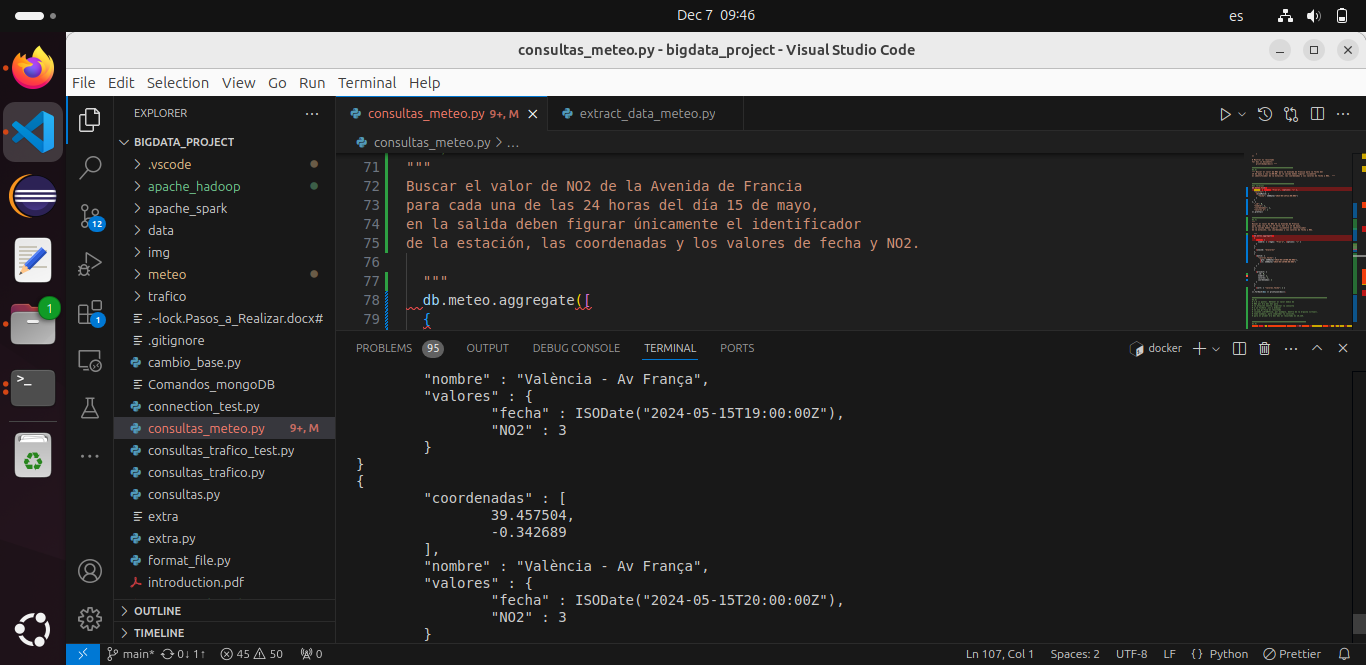 Dec 7 09:46
es
consultas_meteo.py - bigdata_project - Visual Studio Code
File Edit Selection View Go Run Terminal Help
EXPLORER
BIGDATA_PROJECT
.vscode
apache_hadoop
apache_spark
data
img
meteo
trafico
.~lock.Pasos_a_Realizar.docx#
.gitignore
cambio_base.py
Comandos_mongoDB
connection_test.py
consultas_meteo.py 9+, M
consultas_trafico_test.py
consultas_trafico.py
consultas.py
extra
extra.py
format_file.py
introduction.pdf
OUTLINE
TIMELINE
12
1
1
consultas_meteo.py 9+, M
extract_data_meteo.py
consultas_meteo.py > ...
71 """
72 Buscar el valor de NO2 de la Avenida de Francia
73 para cada una de las 24 horas del día 15 de mayo,
74 en la salida deben figurar únicamente el identificador
75 de la estación, las coordenadas y los valores de fecha y NO2.
76
77 """
78 db.meteo.aggregate([
79 {
PROBLEMS 95 OUTPUT DEBUG CONSOLE TERMINAL PORTS
docker
"nombre" : "València - Av França",
"valores" : {
"fecha" : ISODate("2024-05-15T19:00:00Z"),
"NO2" : 3
}
}
{
"coordenadas" : [
39.457504,
-0.342689
],
"nombre" : "València - Av França",
"valores" : {
"fecha" : ISODate("2024-05-15T20:00:00Z"),
"NO2" : 3
}
main* 0↓ 1↑ 45 50 0
Ln 107, Col 1 Spaces: 2 UTF-8 LF { } Python Prettier